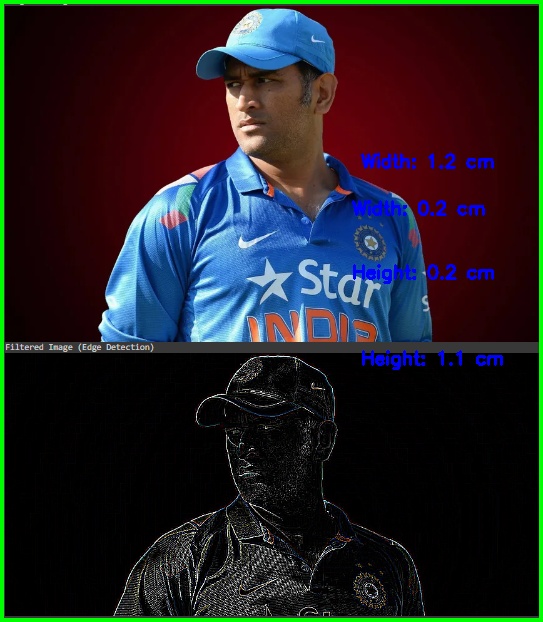 Width: 1.2 cm
Width: 0.2 cm
Height: 0.2 cm
Star
INDIA
Filtered Image (Edge Detection)
Height: 1.1 cm